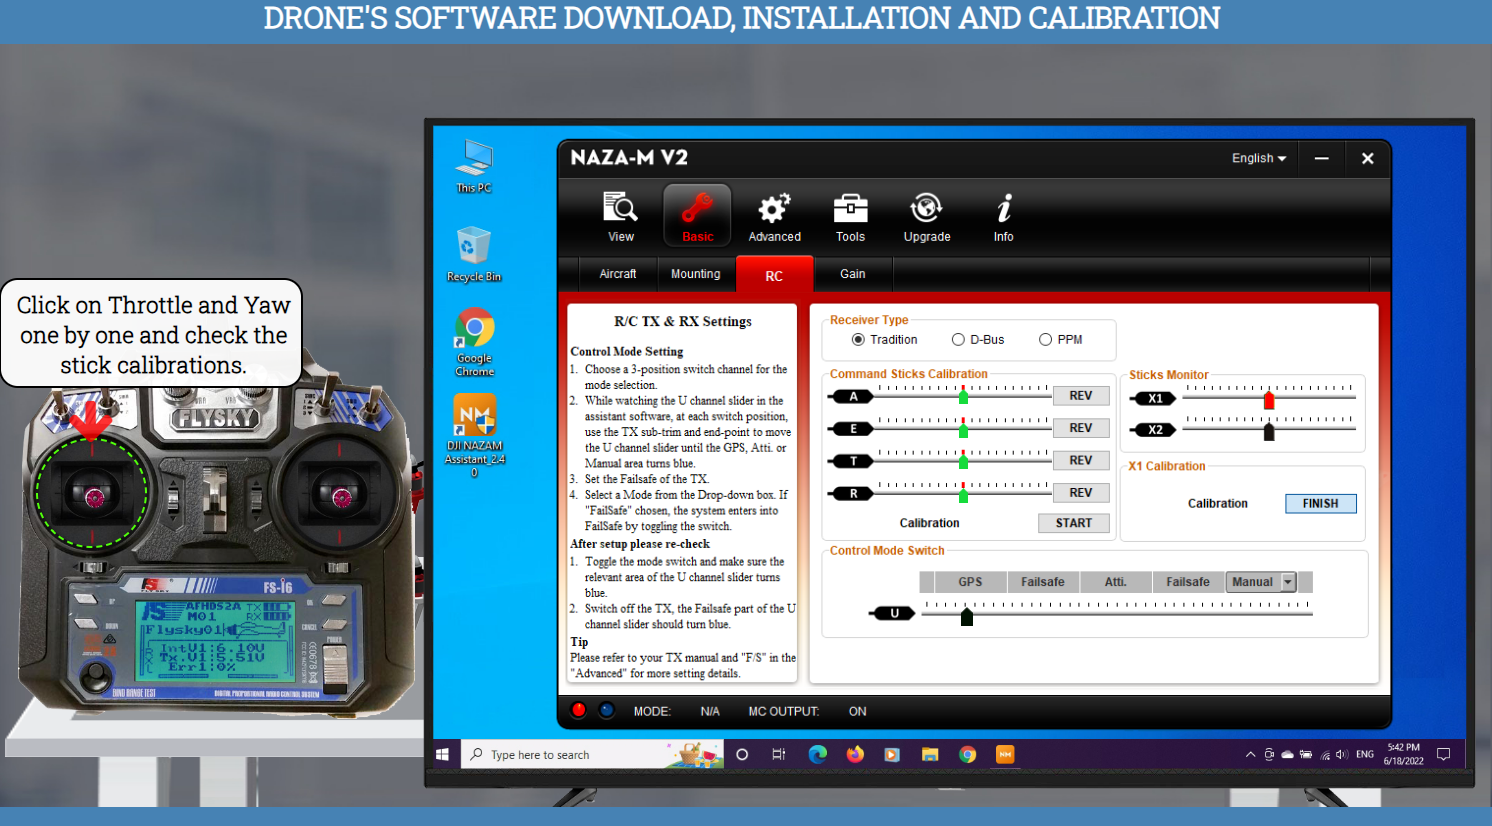 DRONE'S SOFTWARE DOWNLOAD, INSTALLATION AND CALIBRATION
Click on Throttle and Yaw
one by one and check the
stick calibrations.
FLYSKY
FS-i6
AFHDS2A TX
M01 RX
Flysky01
IntV1:6.10V
Tx.V1:5.51V
Err1:0%
DIGITAL PROPORTIONAL RADIO CONTROL SYSTEM
This PC
Recycle Bin
Google
Chrome
DJI NAZAM
Assistant_2.4
0
NAZA-M V2
English
View
Basic
Advanced
Tools
Upgrade
Info
Aircraft
Mounting
RC
Gain
R/C TX & RX Settings
Control Mode Setting
1. Choose a 3-position switch channel for the
mode selection.
2. While watching the U channel slider in the
assistant software, at each switch position,
use the TX sub-trim and end-point to move
the U channel slider until the GPS, Atti. or
Manual area turns blue.
3. Set the Failsafe of the TX.
4. Select a Mode from the Drop-down box. If
"FailSafe" chosen, the system enters into
FailSafe by toggling the switch.
After setup please re-check
1. Toggle the mode switch and make sure the
relevant area of the U channel slider turns
blue.
2. Switch off the TX, the Failsafe part of the U
channel slider should turn blue.
Tip
Please refer to your TX manual and "F/S" in the
"Advanced" for more setting details.
Receiver Type
Tradition
D-Bus
PPM
Command Sticks Calibration
A REV
E REV
T REV
R REV
Calibration START
Sticks Monitor
X1
X2
X1 Calibration
Calibration FINISH
Control Mode Switch
GPS Failsafe Atti. Failsafe Manual
U
MODE: N/A MC OUTPUT: ON
Type here to search
ENG
5:42 PM
6/18/2022